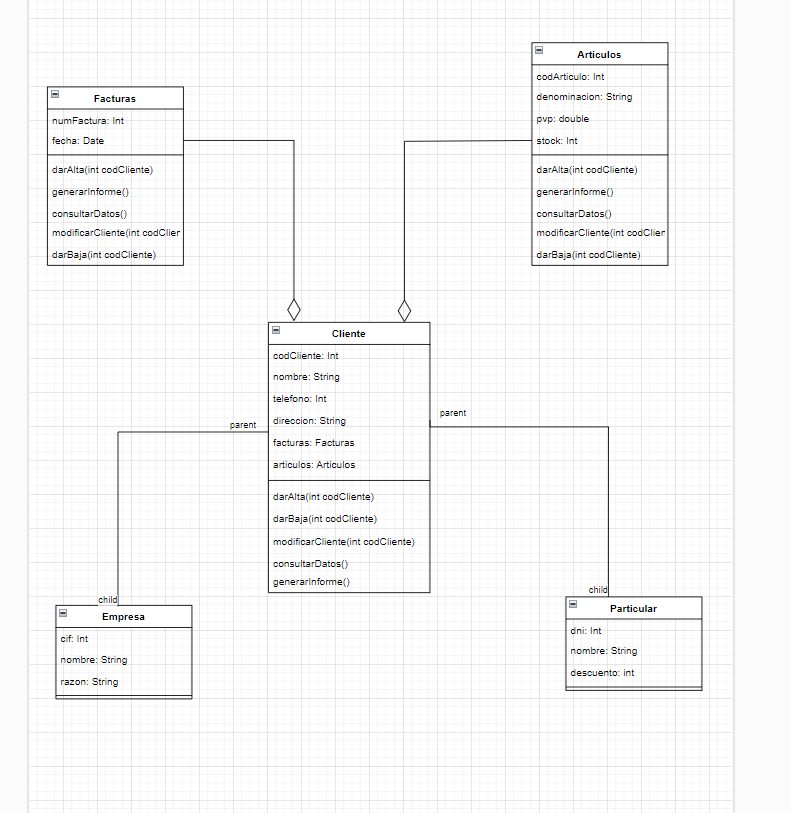 Articulos
codArticulo: Int
denominacion: String
pvp: double
stock: Int
darAlta(int codCliente)
generarInforme()
consultarDatos()
modificarCliente(int codClier
darBaja(int codCliente)
Facturas
numFactura: Int
fecha: Date
darAlta(int codCliente)
generarInforme()
consultarDatos()
modificarCliente(int codClier
darBaja(int codCliente)
Cliente
codCliente: Int
nombre: String
telefono: Int
direccion: String
facturas: Facturas
articulos: Articulos
darAlta(int codCliente)
darBaja(int codCliente)
modificarCliente(int codCliente)
consultarDatos()
generarInforme()
parent
parent
child
child
Empresa
cif: Int
nombre: String
razon: String
Particular
dni: Int
nombre: String
descuento: int